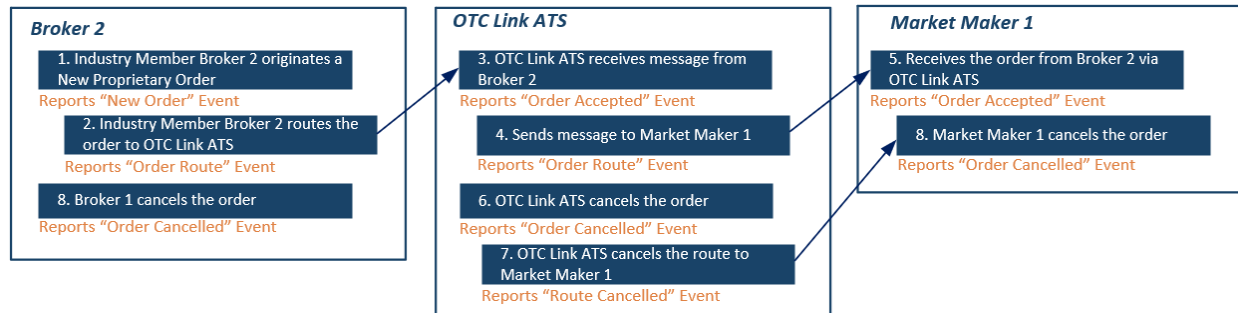 Broker 2
1. Industry Member Broker 2 originates a
New Proprietary Order
Reports “New Order” Event
2. Industry Member Broker 2 routes the
order to OTC Link ATS
Reports “Order Route” Event
8. Broker 1 cancels the order
Reports “Order Cancelled” Event
OTC Link ATS
3. OTC Link ATS receives message from
Broker 2
Reports “Order Accepted” Event
4. Sends message to Market Maker 1
Reports “Order Route” Event
6. OTC Link ATS cancels the order
Reports “Order Cancelled” Event
7. OTC Link ATS cancels the route to
Market Maker 1
Reports “Route Cancelled” Event
Market Maker 1
5. Receives the order from Broker 2 via
OTC Link ATS
Reports “Order Accepted” Event
8. Market Maker 1 cancels the order
Reports “Order Cancelled” Event